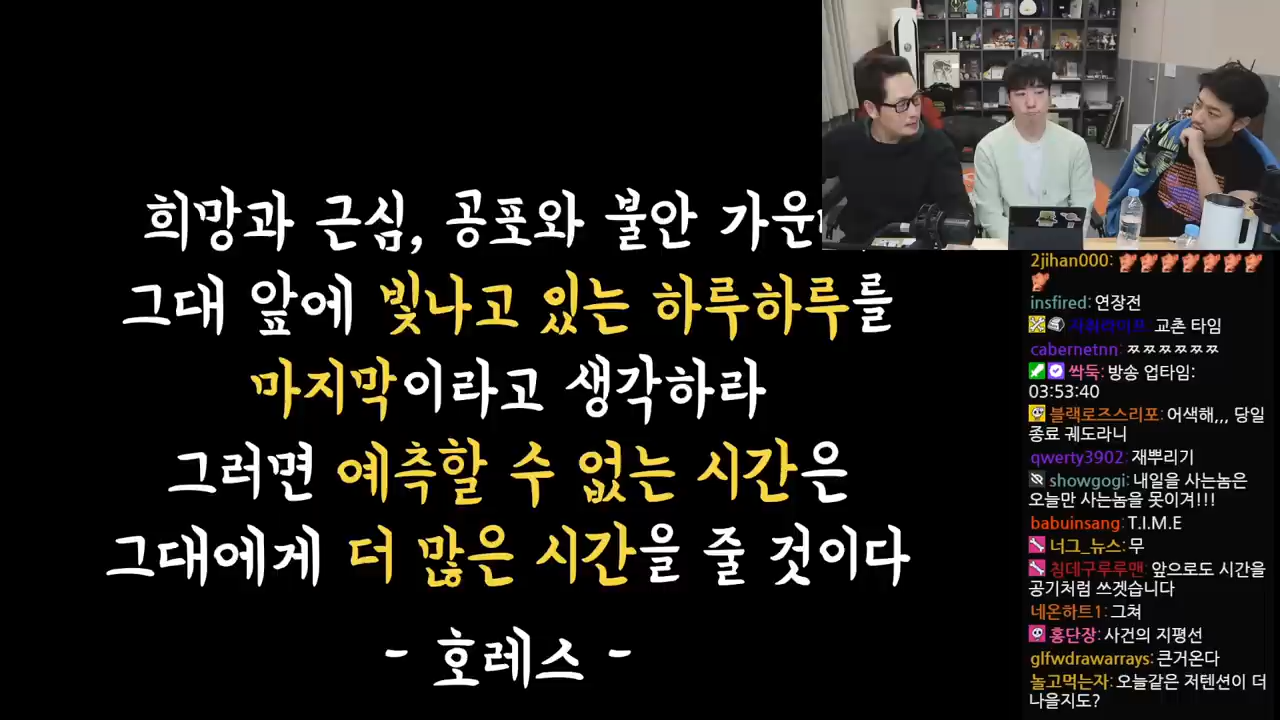 희망과 근심, 공포와 불안 가운
그대 앞에 빛나고 있는 하루하루를
마지막이라고 생각하라
그러면 예측할 수 없는 시간은
그대에게 더 많은 시간을 줄 것이다
- 호레스 -
2jihan000:
insfired: 연장전
자취라이프: 교촌 타임
cabernetnn: ㅉㅉㅉㅉㅉㅉ
싹둑: 방송 업타임:
03:53:40
블랙로즈스리포: 어색해,,, 당일
종료 궤도라니
qwerty3902: 재뿌리기
showgogi: 내일을 사는놈은
오늘만 사는놈을 못이겨!!!
babuinsang: T.I.M.E
너그_뉴스: 무
침데구루루맨: 앞으로도 시간을
공기처럼 쓰겟습니다
네온하트1: 그쳐
홍단장: 사건의 지평선
glfwdrawarrays: 큰거온다
놀고먹는자: 오늘같은 저텐션이 더
나을지도?